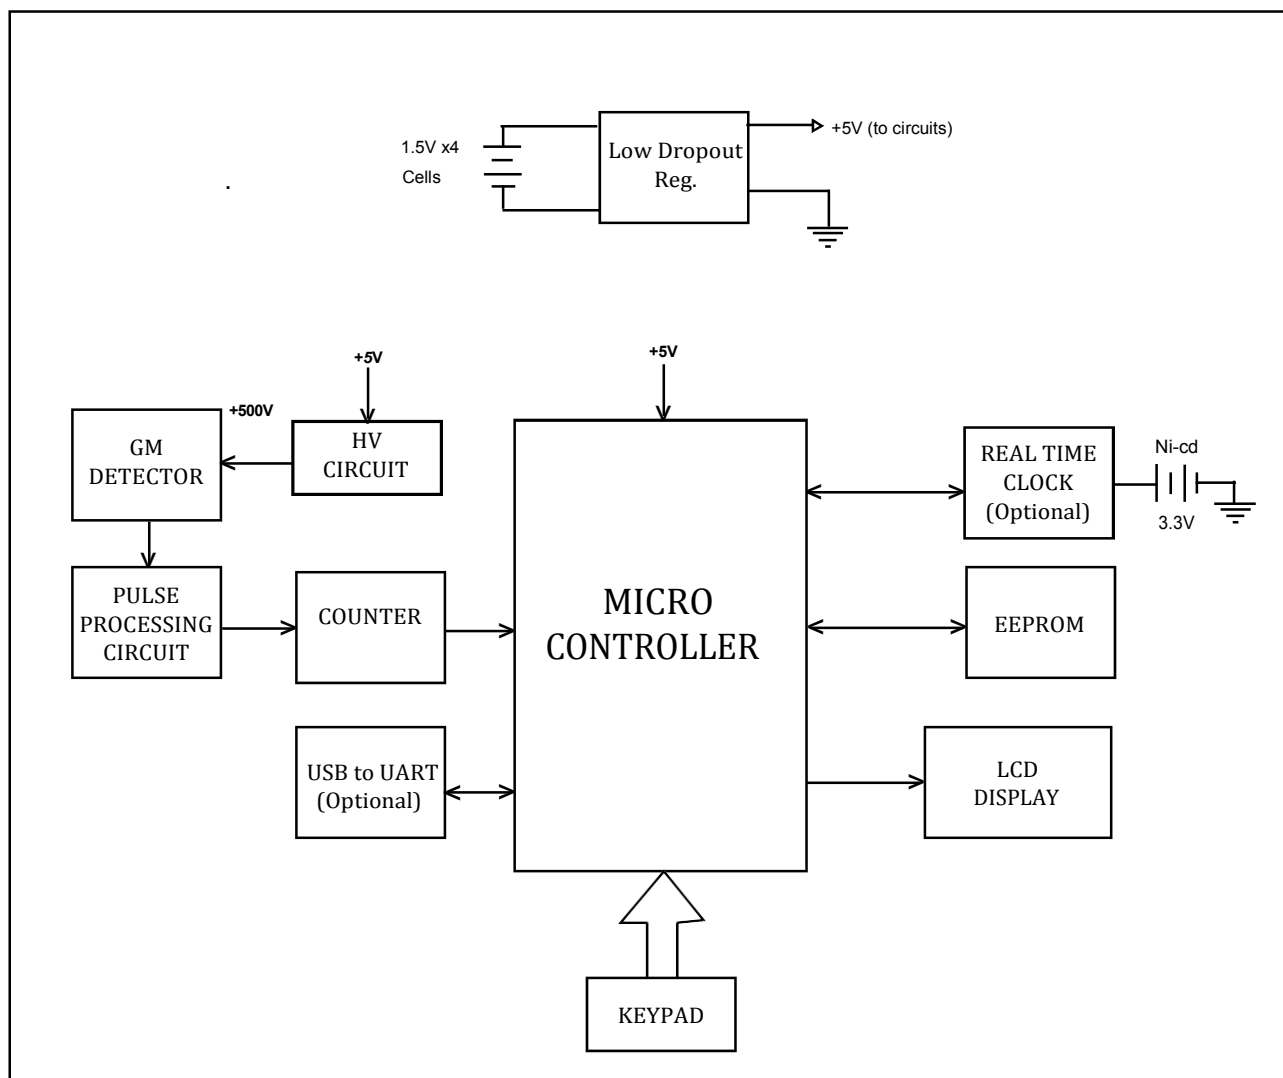 1.5V x4
Cells
Low Dropout
Reg.
+5V (to circuits)
+5V
+5V
+500V
GM
DETECTOR
HV
CIRCUIT
REAL TIME
CLOCK
(Optional)
Ni-cd
3.3V
PULSE
PROCESSING
CIRCUIT
COUNTER
MICRO
CONTROLLER
EEPROM
USB to UART
(Optional)
LCD
DISPLAY
KEYPAD